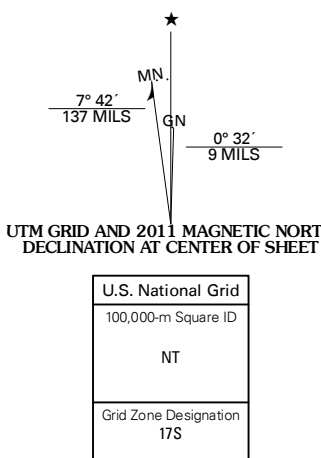 MN.
GN
7° 42´
137 MILS
0° 32´
9 MILS
UTM GRID AND 2011 MAGNETIC NORT
DECLINATION AT CENTER OF SHEET
U.S. National Grid
100,000-m Square ID
NT
Grid Zone Designation
17S